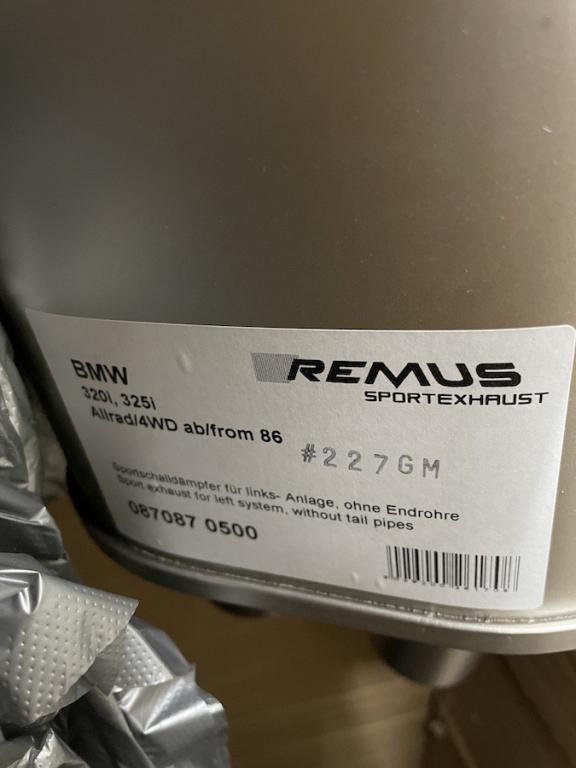 BMW
320i, 325i
Allrad/4WD ab/from 86
REMUS
SPORTEXHAUST
#227GM
Sportschalldämpfer für links- Anlage, ohne Endrohre
Sport exhaust for left system, without tail pipes
087087 0500